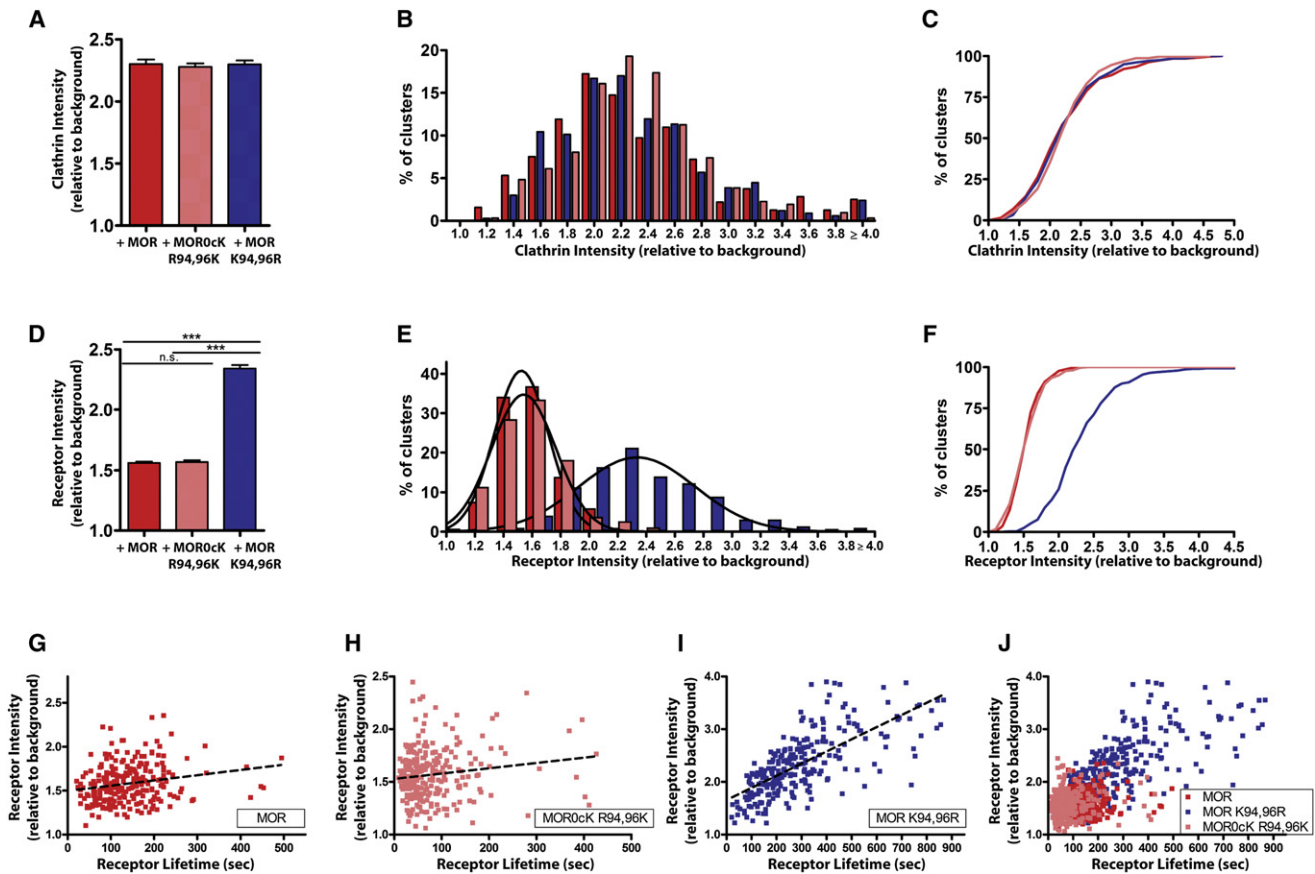 A
Clathrin Intensity
(relative to background)
2.5
2.0
1.5
1.0
+ MOR
+ MOR0cK
R94,96K
+ MOR
K94,96R
B
% of clusters
20
15
10
5
0
1.0 1.2 1.4 1.6 1.8 2.0 2.2 2.4 2.6 2.8 3.0 3.2 3.4 3.6 3.8 ≥ 4.0
Clathrin Intensity (relative to background)
C
% of clusters
100
75
50
25
0
1.0 1.5 2.0 2.5 3.0 3.5 4.0 4.5 5.0
Clathrin Intensity (relative to background)
D
Receptor Intensity
(relative to background)
2.5
2.0
1.5
1.0
***
***
n.s.
+ MOR
+ MOR0cK
R94,96K
+ MOR
K94,96R
E
% of clusters
40
30
20
10
0
1.0 1.2 1.4 1.6 1.8 2.0 2.2 2.4 2.6 2.8 3.0 3.2 3.4 3.6 3.8 ≥ 4.0
Receptor Intensity (relative to background)
F
% of clusters
100
75
50
25
0
1.0 1.5 2.0 2.5 3.0 3.5 4.0 4.5
Receptor Intensity (relative to background)
G
Receptor Intensity
(relative to background)
2.5
2.0
1.5
1.0
0 100 200 300 400 500
MOR
Receptor Lifetime (sec)
H
Receptor Intensity
(relative to background)
2.5
2.0
1.5
1.0
0 100 200 300 400 500
MOR0cK R94,96K
Receptor Lifetime (sec)
I
Receptor Intensity
(relative to background)
4.0
3.0
2.0
1.0
0 100 200 300 400 500 600 700 800 900
MOR K94,96R
Receptor Lifetime (sec)
J
Receptor Intensity
(relative to background)
4.0
3.0
2.0
1.0
0 100 200 300 400 500 600 700 800 900
MOR
MOR K94,96R
MOR0cK R94,96K
Receptor Lifetime (sec)